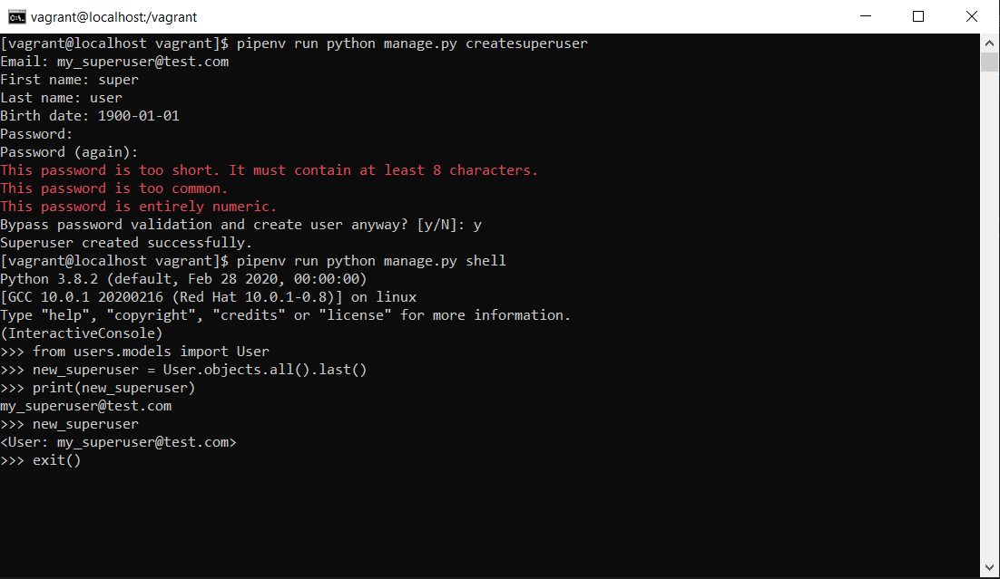 vagrant@localhost:/vagrant
[vagrant@localhost vagrant]$ pipenv run python manage.py createsuperuser
Email: my_superuser@test.com
First name: super
Last name: user
Birth date: 1900-01-01
Password:
Password (again):
This password is too short. It must contain at least 8 characters.
This password is too common.
This password is entirely numeric.
Bypass password validation and create user anyway? [y/N]: y
Superuser created successfully.
[vagrant@localhost vagrant]$ pipenv run python manage.py shell
Python 3.8.2 (default, Feb 28 2020, 00:00:00)
[GCC 10.0.1 20200216 (Red Hat 10.0.1-0.8)] on linux
Type "help", "copyright", "credits" or "license" for more information.
(InteractiveConsole)
>>> from users.models import User
>>> new_superuser = User.objects.all().last()
>>> print(new_superuser)
my_superuser@test.com
>>> new_superuser
<User: my_superuser@test.com>
>>> exit()